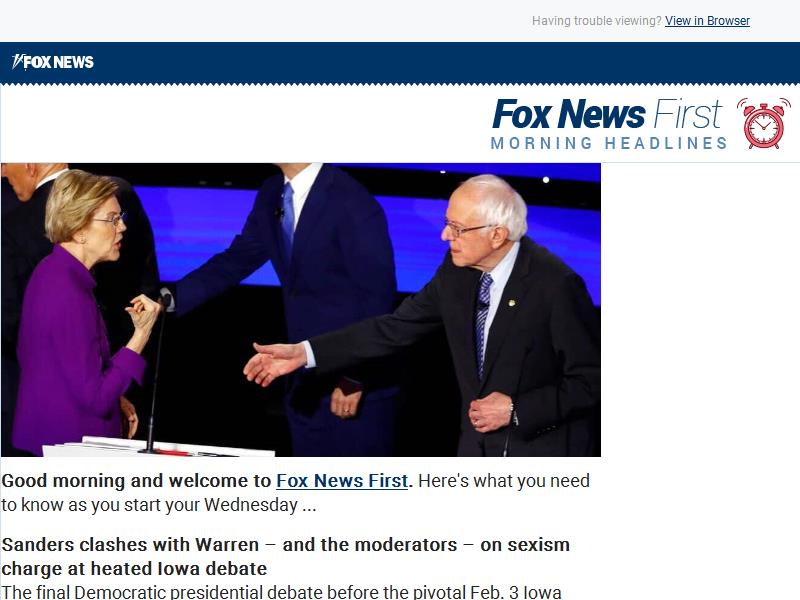 Having trouble viewing? View in Browser
FOX NEWS
Fox News First
MORNING HEADLINES
Good morning and welcome to Fox News First. Here's what you need
to know as you start your Wednesday ...
Sanders clashes with Warren – and the moderators – on sexism
charge at heated Iowa debate
The final Democratic presidential debate before the pivotal Feb. 3 Iowa